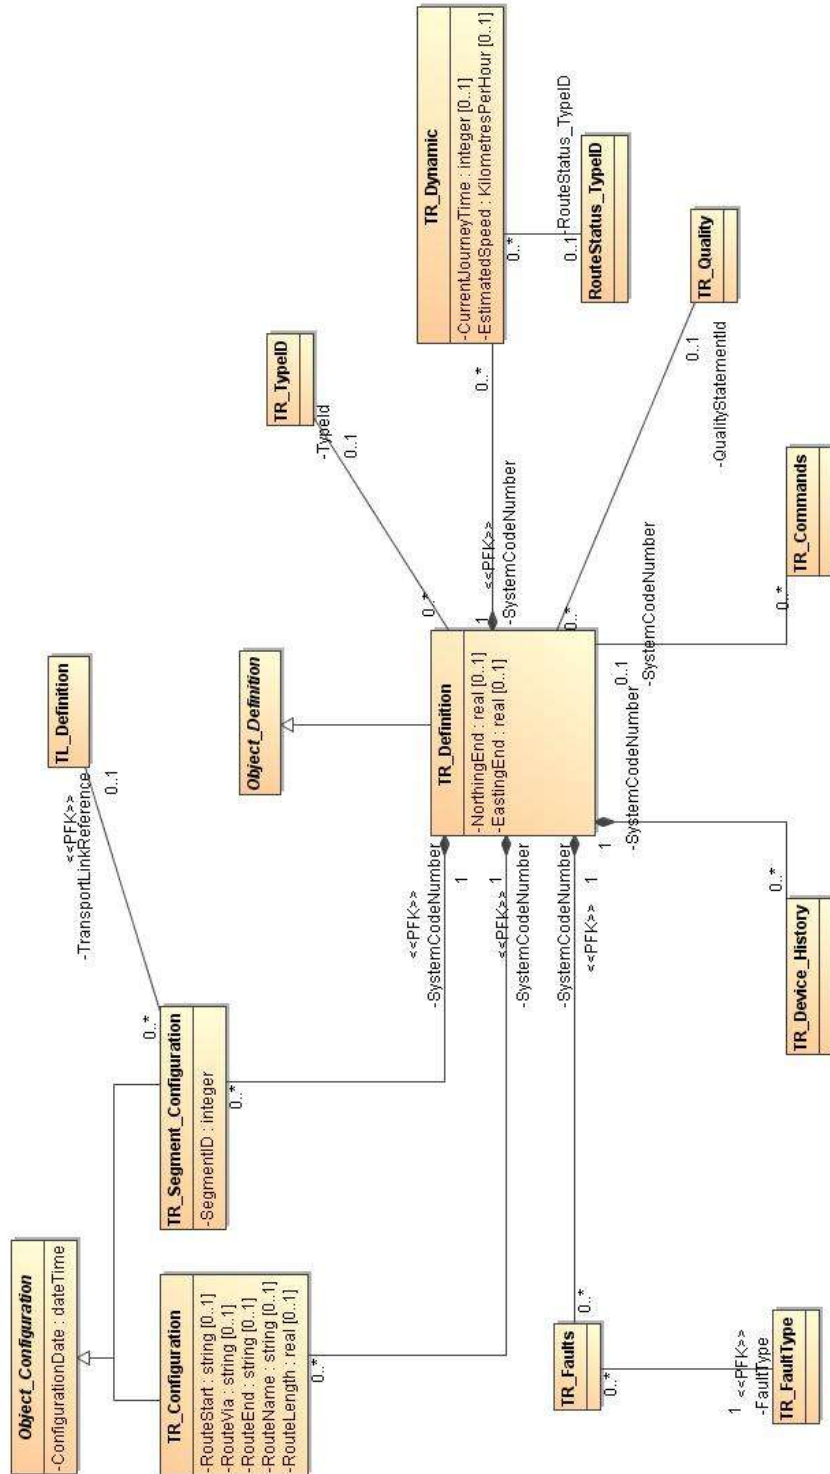 Object_Configuration
-ConfigurationDate : dateTime
TR_Configuration
-RouteStart : string [0..1]
-RouteVia : string [0..1]
-RouteEnd : string [0..1]
-RouteName : string [0..1]
-RouteLength : real [0..1]
0..*
TR_Segment_Configuration
-SegmentID : integer
0..*
0..*
TL_Definition
<<PFK>>
-TransportLinkReference
0..1
Object_Definition
TR_TypeID
-TypeId
0..1
0..*
TR_Definition
-NorthingEnd : real [0..1]
-EastingEnd : real [0..1]
<<PFK>>
-SystemCodeNumber
1
<<PFK>>
1
-SystemCodeNumber
-SystemCodeNumber
<<PFK>>
1
<<PFK>>
1
-SystemCodeNumber
0..*
TR_Dynamic
-CurrentJourneyTime : integer [0..1]
-EstimatedSpeed : KilometresPerHour [0..1]
0..*
0..1
-RouteStatus_TypeID
RouteStatus_TypeID
TR_Quality
0..1
-QualityStatementId
0..*
0..1
-SystemCodeNumber
0..*
TR_Commands
1
-SystemCodeNumber
0..*
TR_Device_History
0..*
TR_Faults
0..*
1
<<PFK>>
-FaultType
TR_FaultType